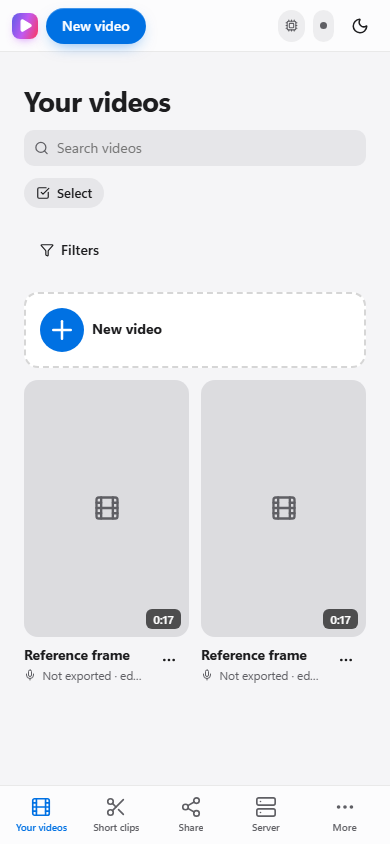 New video
Your videos
Search videos
Select
Filters
New video
0:17
0:17
Reference frame
Reference frame
Not exported · ed...
Not exported · ed...
Your videos
Short clips
Share
Server
More